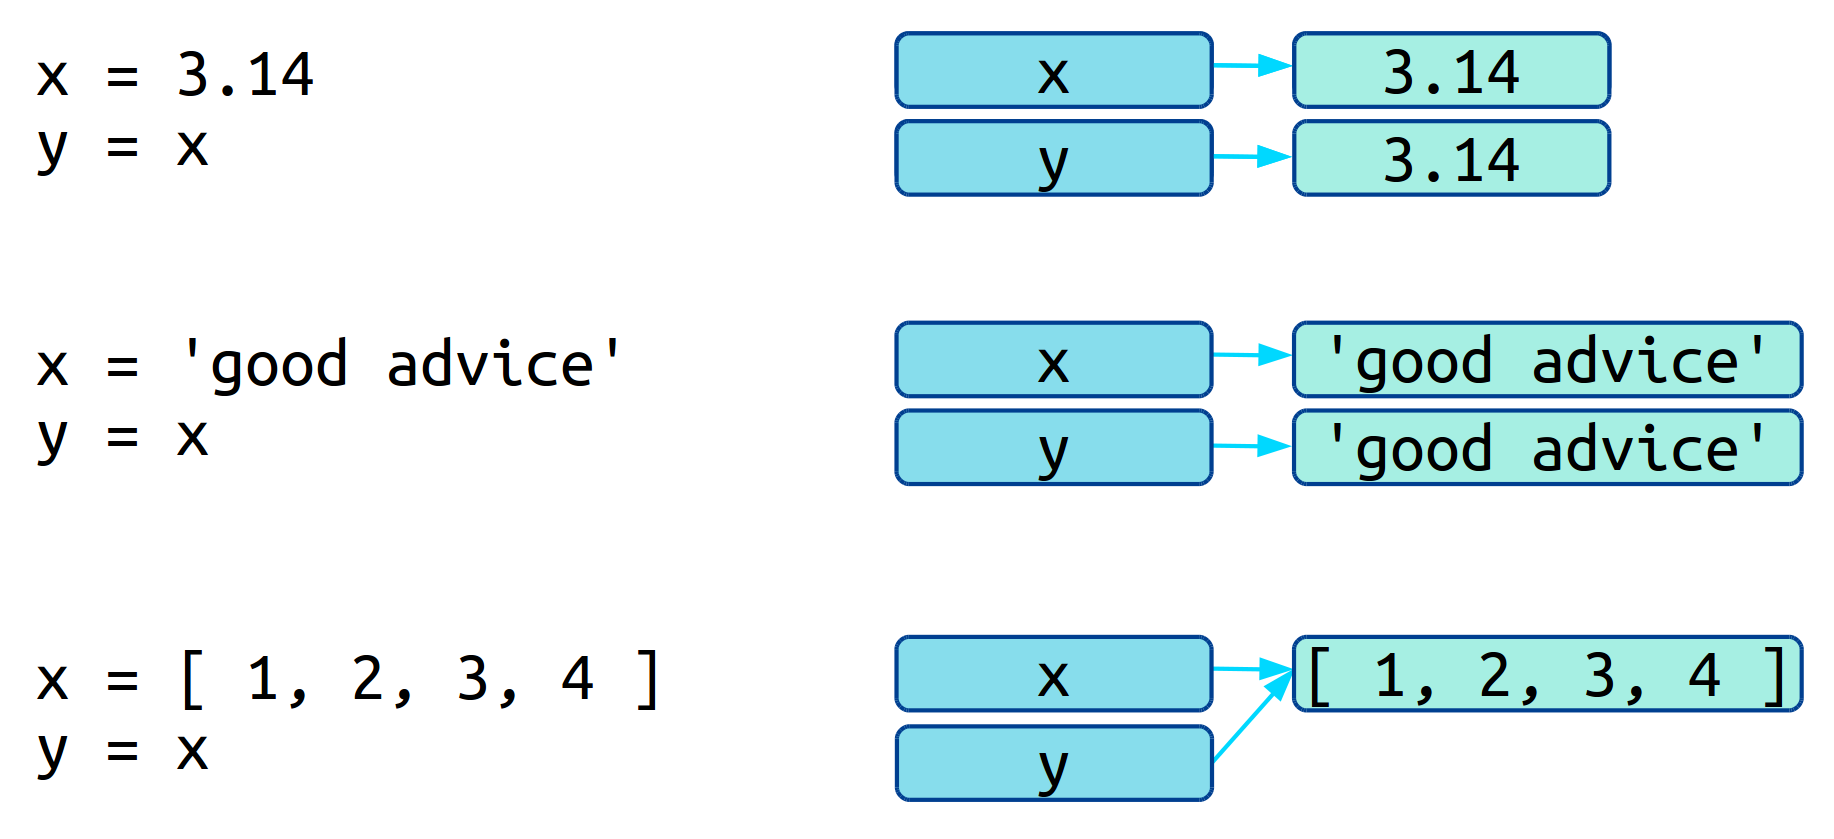 x = 3.14
y = x
x
3.14
y
3.14
x = 'good advice'
y = x
x
'good advice'
y
'good advice'
x = [ 1, 2, 3, 4 ]
y = x
x
[ 1, 2, 3, 4 ]
y